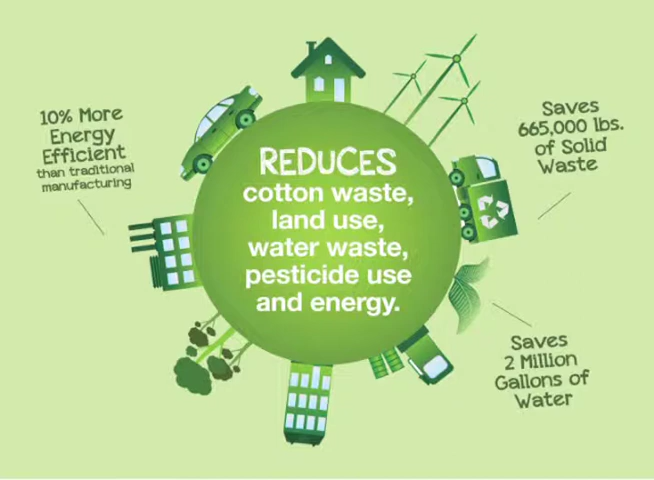 10% More
Energy
Efficient
than traditional
manufacturing
REDUCES
cotton waste,
land use,
water waste,
pesticide use
and energy.
Saves
665,000 lbs.
of Solid
Waste
Saves
2 Million
Gallons of
Water